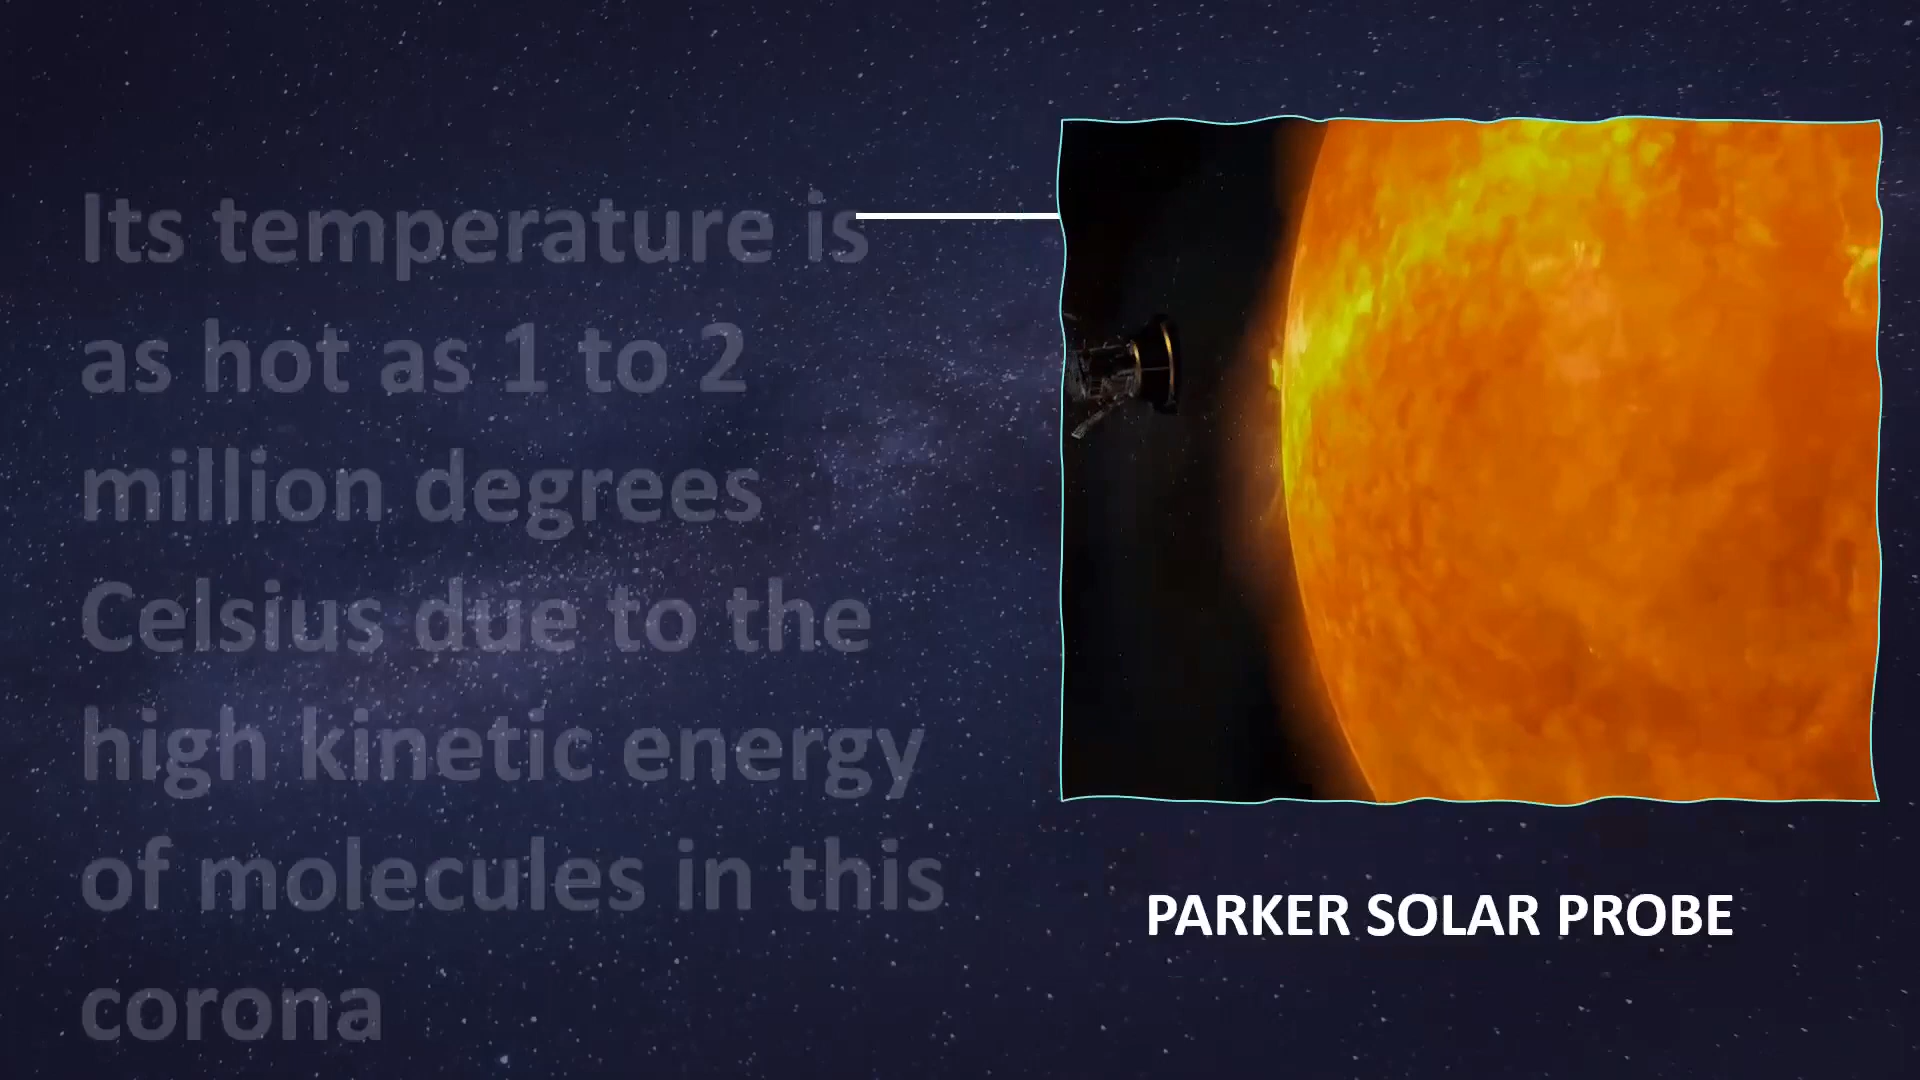 Its temperature is
as hot as 1 to 2
million degrees
Celsius due to the
high kinetic energy
of molecules in this
corona
PARKER SOLAR PROBE